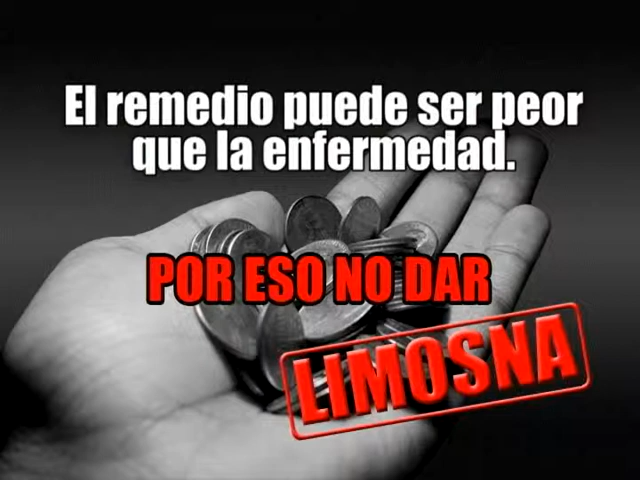 El remedio puede ser peor
que la enfermedad.
POR ESO NO DAR
LIMOSNA